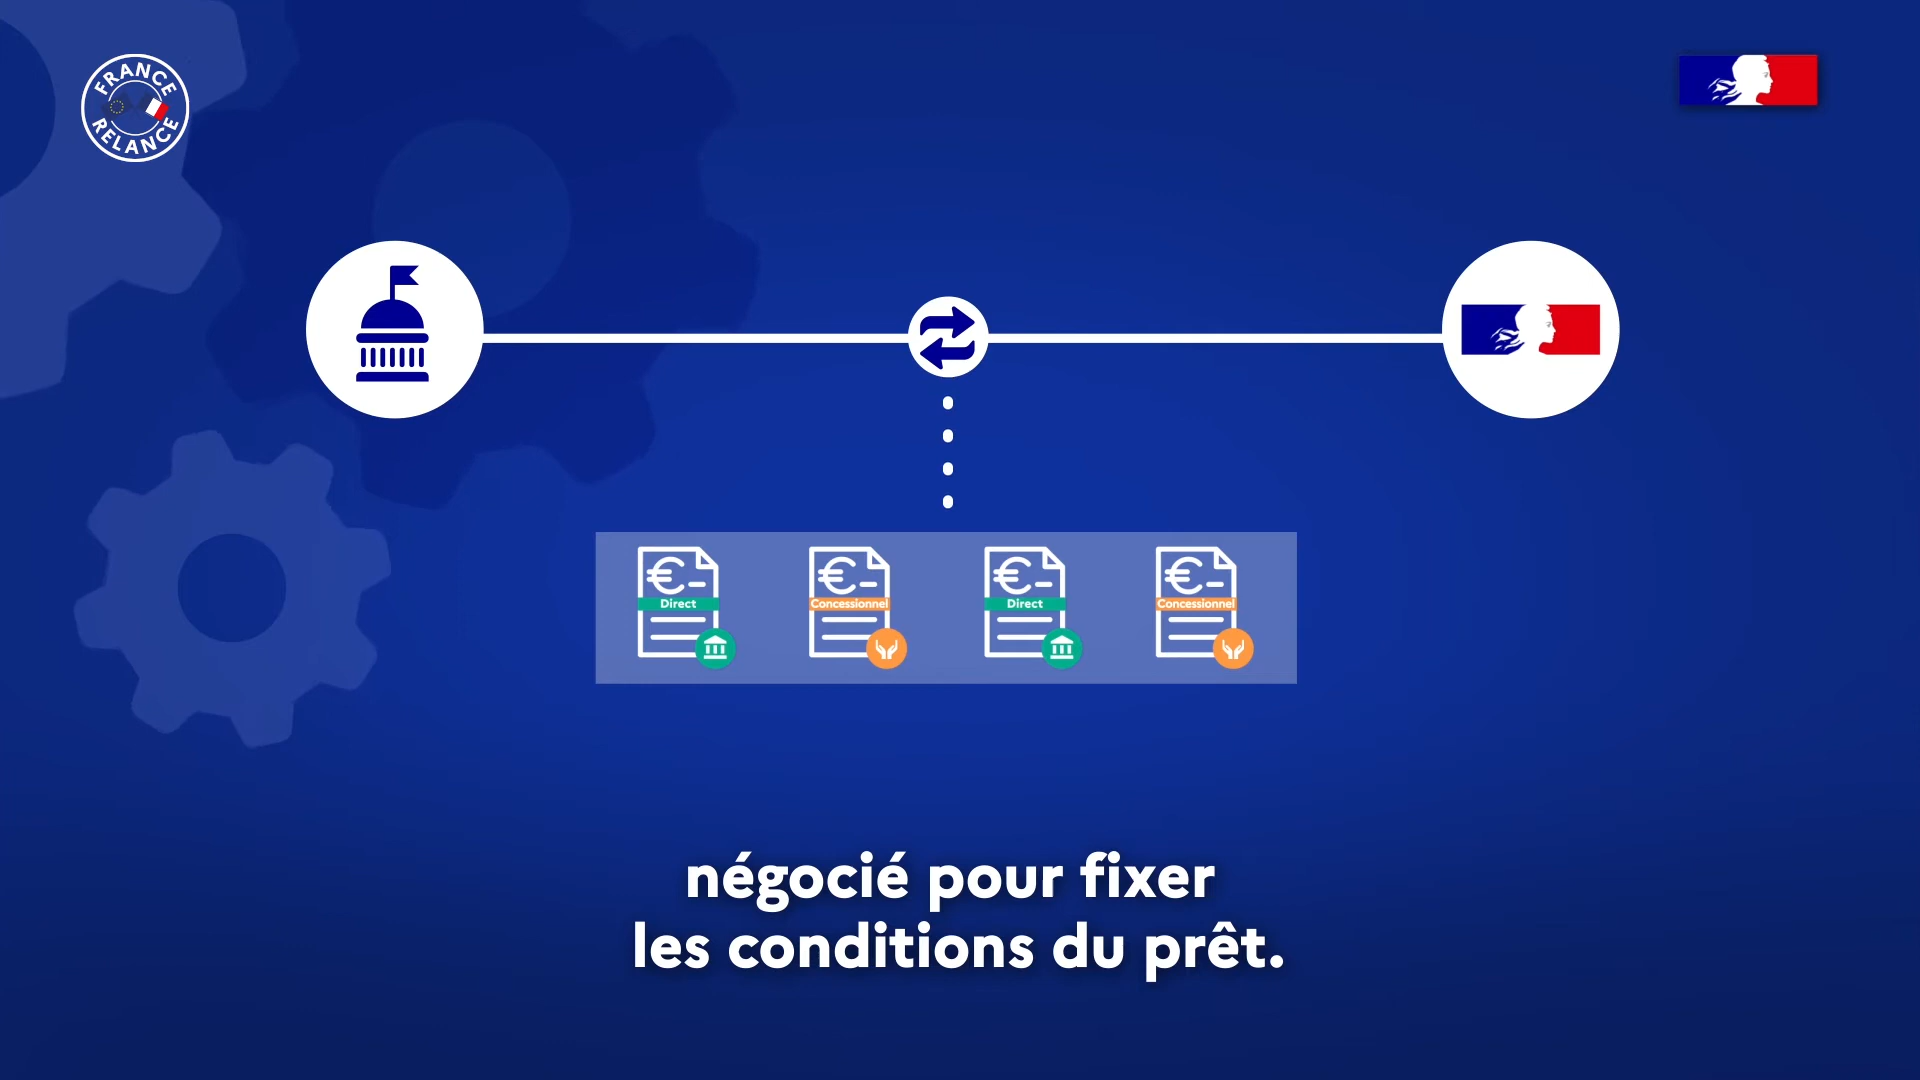 FRANCE
RELANCE
Direct
Concessionnel
Direct
Concessionnel
négocié pour fixer
les conditions du prêt.